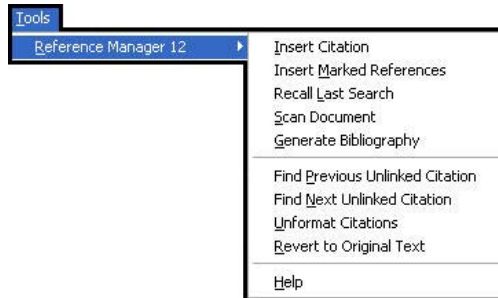 Tools
Reference Manager 12
Insert Citation
Insert Marked References
Recall Last Search
Scan Document
Generate Bibliography
Find Previous Unlinked Citation
Find Next Unlinked Citation
Unformat Citations
Revert to Original Text
Help